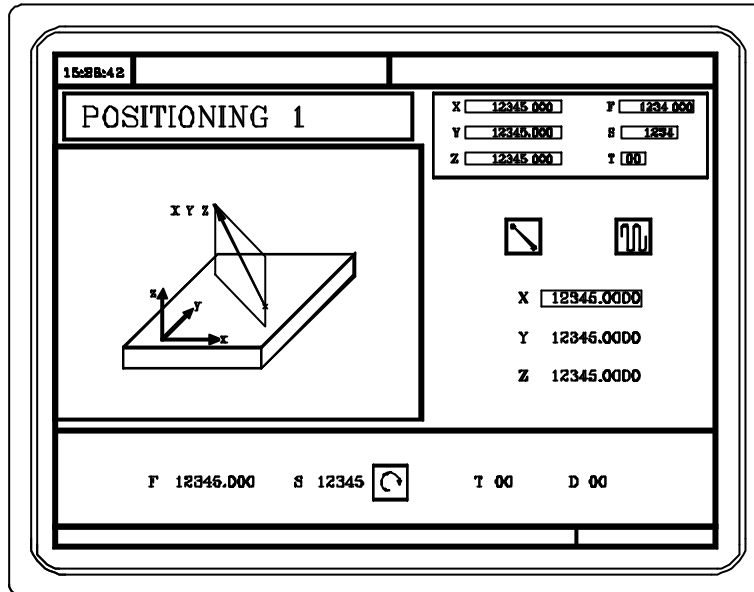 15:28:42
POSITIONING 1
X 12345.000 F 1234.000
Y 12345.000 S 1234
Z 12345.000 T 00
X Y Z
Z
Y
X
x
X 12345.0000
Y 12345.0000
Z 12345.0000
F 12345.000 S 12345 T 00 D 00